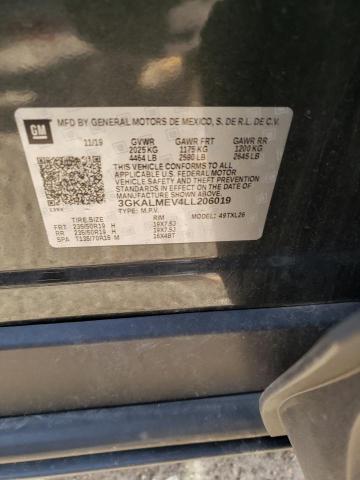 GM
MFD BY GENERAL MOTORS DE MEXICO, S. DE R.L. DE C.V.
11/19 GVWR GAWR FRT GAWR RR
2025 KG 1175 KG 1200 KG
4464 LB 2590 LB 2645 LB
THIS VEHICLE CONFORMS TO ALL
APPLICABLE U.S. FEDERAL MOTOR
VEHICLE SAFETY, BUMPER, AND THEFT
PREVENTION STANDARDS IN EFFECT
ON THE DATE OF MANUFACTURE
SHOWN ABOVE.
3GKALMEV4LL206019
TYPE: M.P.V. MODEL: 49TXL26
TIRE SIZE RIM
FRT 235/50R19 H 19X7.5J
RR 235/50R19 H 19X7.5J
SPA T135/70R16 M 16X4BT